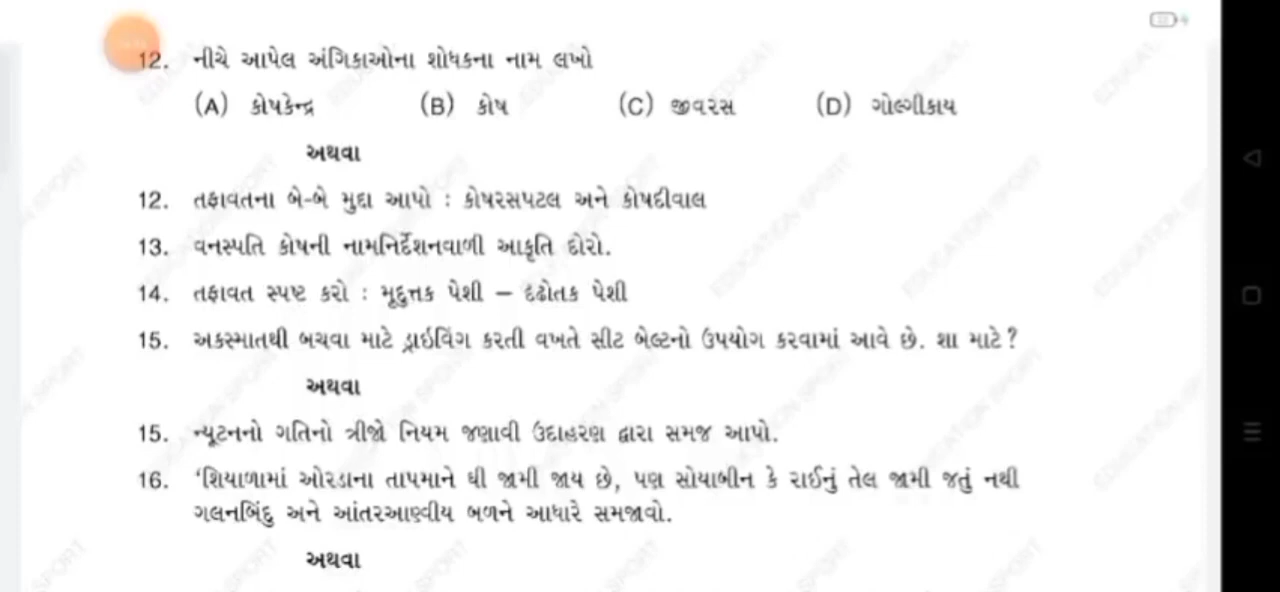 12. નીચે આપેલ અંગિકાઓના શોધકના નામ લખો
(A) કોષકેન્દ્ર (B) કોષ (C) જીવરસ (D) ગોલ્ગીકાય
અથવા
12. તફાવતના બે-બે મુદ્દા આપો : કોષરસપટલ અને કોષદીવાલ
13. વનસ્પતિ કોષની નામનિર્દેશનવાળી આકૃતિ દોરો.
14. તફાવત સ્પષ્ટ કરો : મૃદુત્તક પેશી – દઢોતક પેશી
15. અકસ્માતથી બચવા માટે ડ્રાઇવિંગ કરતી વખતે સીટ બેલ્ટનો ઉપયોગ કરવામાં આવે છે. શા માટે ?
અથવા
15. ન્યૂટનનો ગતિનો ત્રીજો નિયમ જણાવી ઉદાહરણ દ્વારા સમજ આપો.
16. ‘શિયાળામાં ઓરડાના તાપમાને ઘી જામી જાય છે, પણ સોયાબીન કે રાઈનું તેલ જામી જતું નથી
ગલનબિંદુ અને આંતરઆણ્વીય બળને આધારે સમજાવો.
અથવા